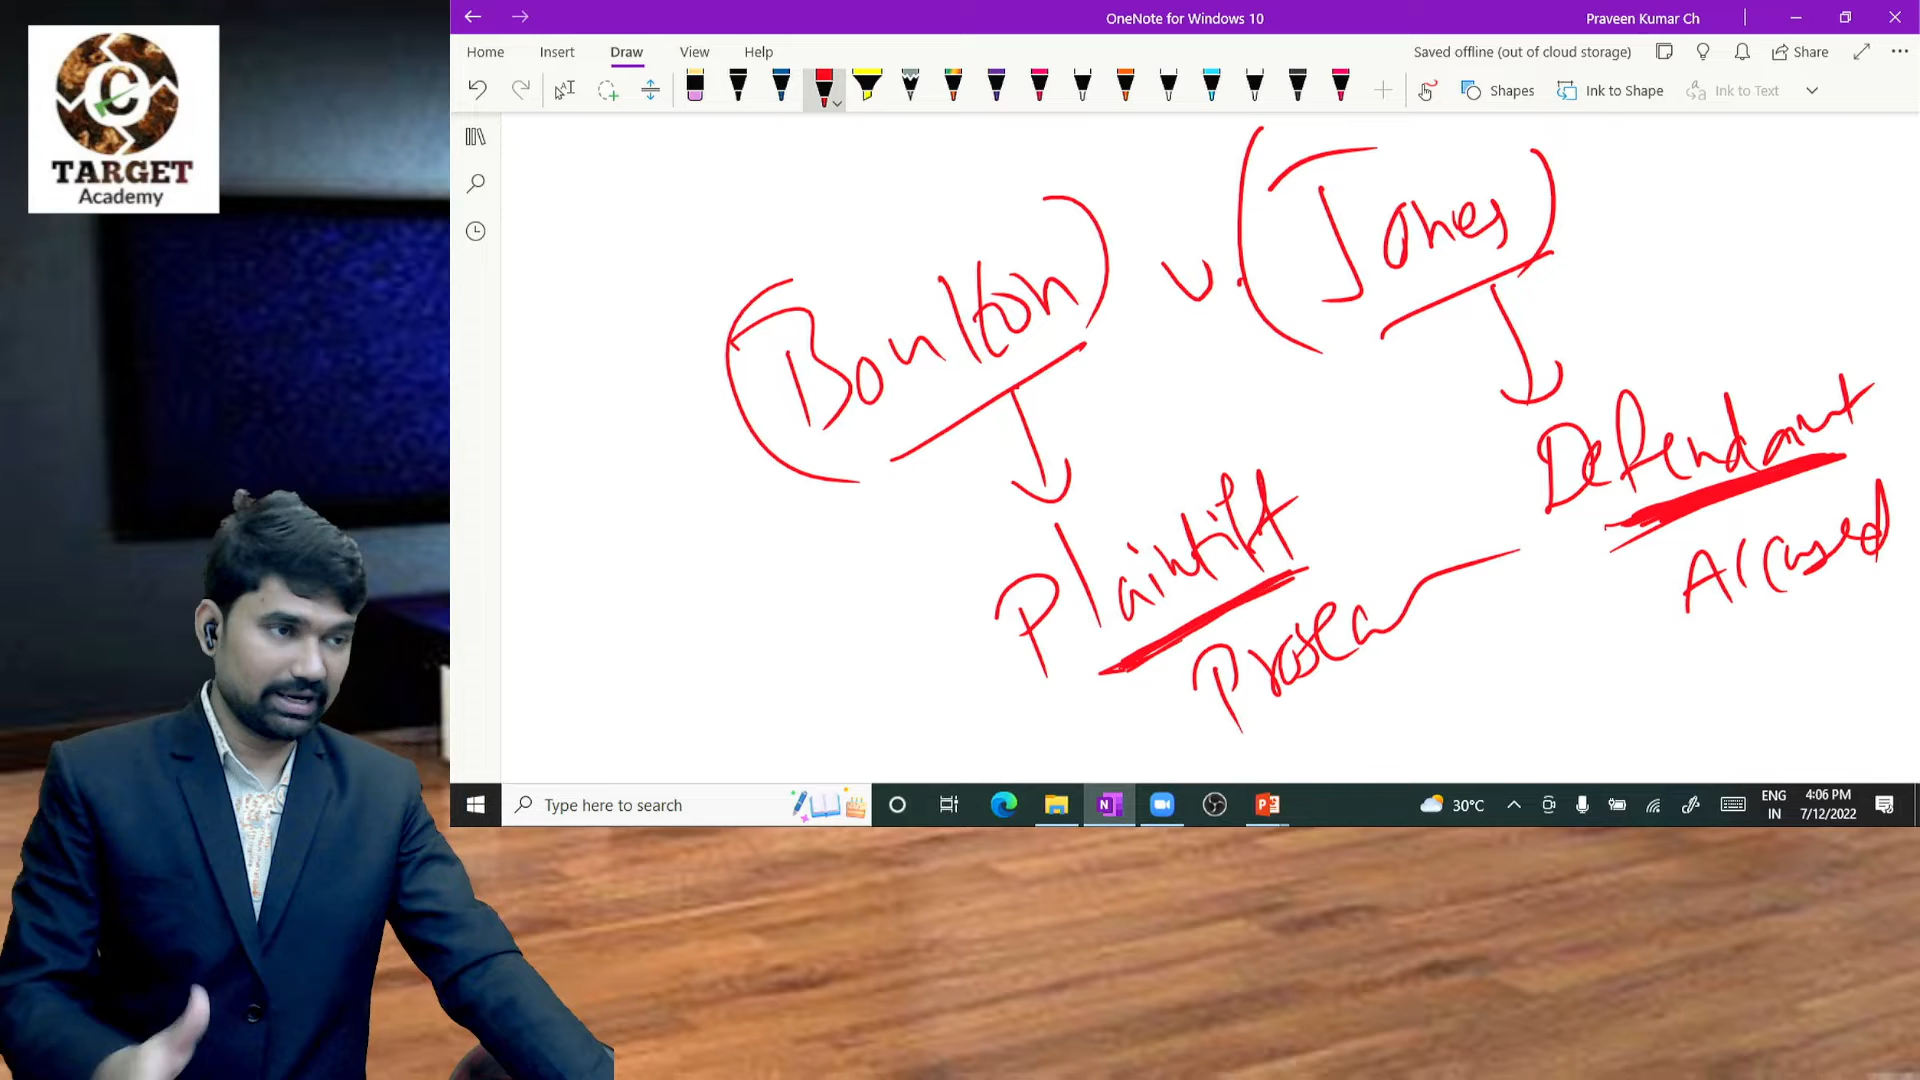 OneNote for Windows 10
Praveen Kumar Ch
Home Insert Draw View Help
Saved offline (out of cloud storage)
Share
Shapes
Ink to Shape
Ink to Text
C
TARGET
Academy
Boulton v. Jones
Plaintiff
Defendant
Accused
Type here to search
30°C
ENG
IN
4:06 PM
7/12/2022